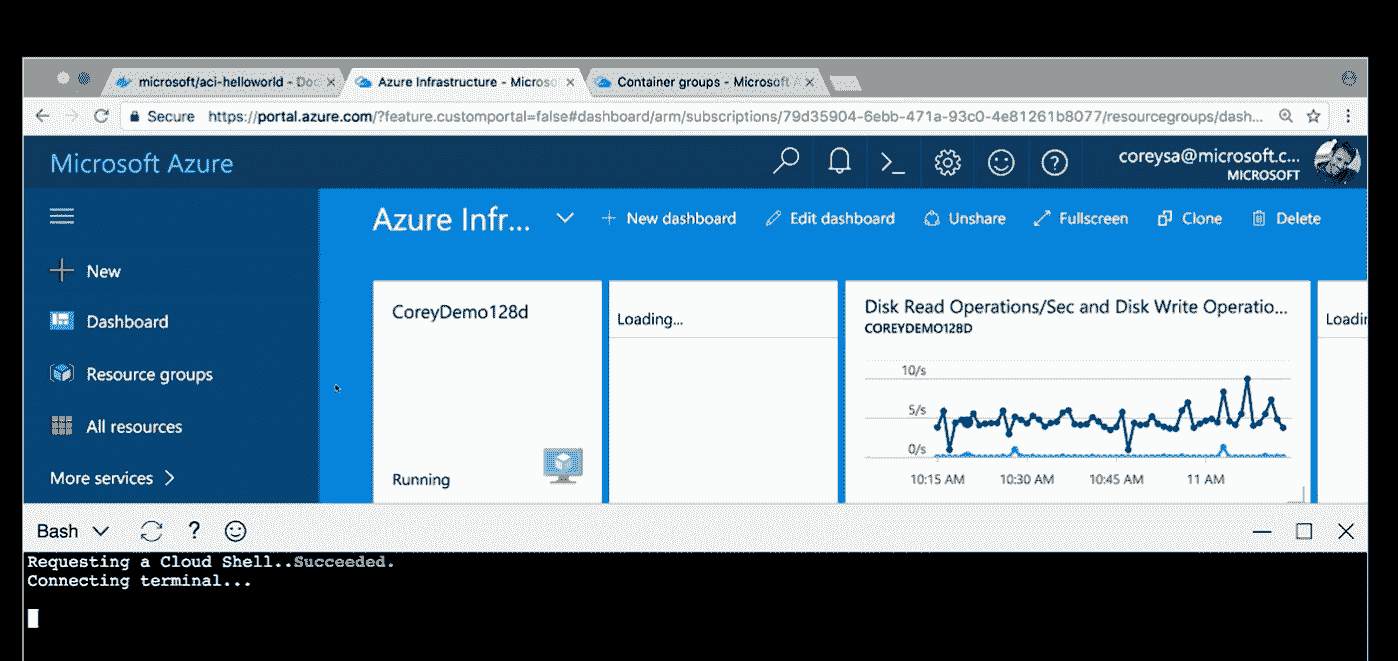 microsoft/aci-helloworld - Doc
Azure Infrastructure - Microso
Container groups - Microsoft A
Secure https://portal.azure.com/?feature.customportal=false#dashboard/arm/subscriptions/79d35904-6ebb-471a-93c0-4e81261b8077/resourcegroups/dash...
Microsoft Azure
coreysa@microsoft.c...
MICROSOFT
Azure Infr...
New dashboard
Edit dashboard
Unshare
Fullscreen
Clone
Delete
New
Dashboard
Resource groups
All resources
More services
CoreyDemo128d
Running
Loading...
Disk Read Operations/Sec and Disk Write Operatio...
COREYDEMO128D
10/s
5/s
0/s
10:15 AM 10:30 AM 10:45 AM 11 AM
Loadin
Bash
Requesting a Cloud Shell..Succeeded.
Connecting terminal...